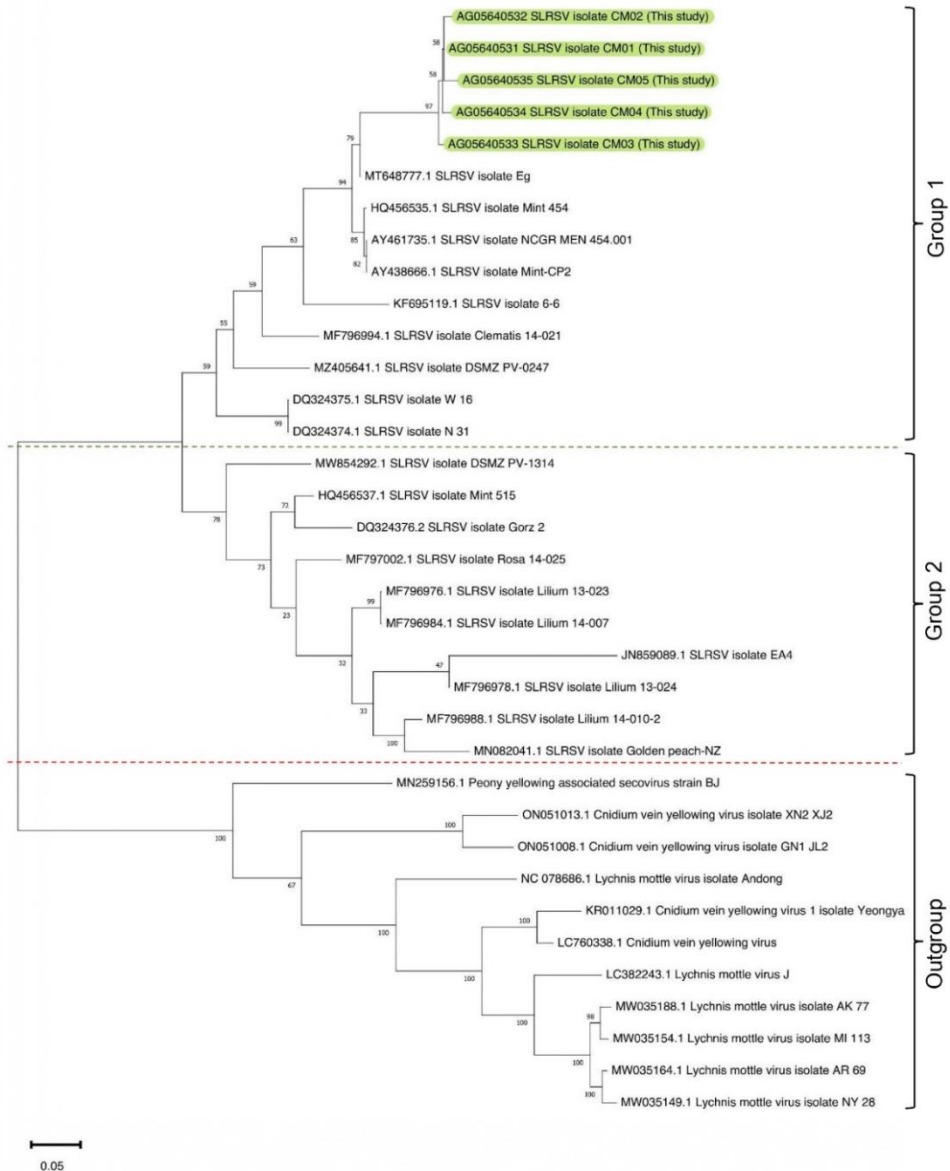 AG05640532 SLRSV isolate CM02 (This study)
58
AG05640531 SLRSV isolate CM01 (This study)
58
AG05640535 SLRSV isolate CM05 (This study)
97
AG05640534 SLRSV isolate CM04 (This study)
79
AG05640533 SLRSV isolate CM03 (This study)
MT648777.1 SLRSV isolate Eg
94
HQ456535.1 SLRSV isolate Mint 454
85
AY461735.1 SLRSV isolate NCGR MEN 454.001
63
82
AY438666.1 SLRSV isolate Mint-CP2
59
KF695119.1 SLRSV isolate 6-6
55
MF796994.1 SLRSV isolate Clematis 14-021
59
MZ405641.1 SLRSV isolate DSMZ PV-0247
DQ324375.1 SLRSV isolate W 16
99
DQ324374.1 SLRSV isolate N 31
Group 1
MW854292.1 SLRSV isolate DSMZ PV-1314
78
72
HQ456537.1 SLRSV isolate Mint 515
DQ324376.2 SLRSV isolate Gorz 2
73
MF797002.1 SLRSV isolate Rosa 14-025
23
99
MF796976.1 SLRSV isolate Lilium 13-023
MF796984.1 SLRSV isolate Lilium 14-007
32
JN859089.1 SLRSV isolate EA4
47
MF796978.1 SLRSV isolate Lilium 13-024
33
MF796988.1 SLRSV isolate Lilium 14-010-2
100
MN082041.1 SLRSV isolate Golden peach-NZ
Group 2
MN259156.1 Peony yellowing associated secovirus strain BJ
100
ON051013.1 Cnidium vein yellowing virus isolate XN2 XJ2
100
ON051008.1 Cnidium vein yellowing virus isolate GN1 JL2
67
NC 078686.1 Lychnis mottle virus isolate Andong
100
KR011029.1 Cnidium vein yellowing virus 1 isolate Yeongya
100
LC760338.1 Cnidium vein yellowing virus
100
LC382243.1 Lychnis mottle virus J
100
MW035188.1 Lychnis mottle virus isolate AK 77
98
MW035154.1 Lychnis mottle virus isolate MI 113
100
MW035164.1 Lychnis mottle virus isolate AR 69
100
MW035149.1 Lychnis mottle virus isolate NY 28
Outgroup
0.05